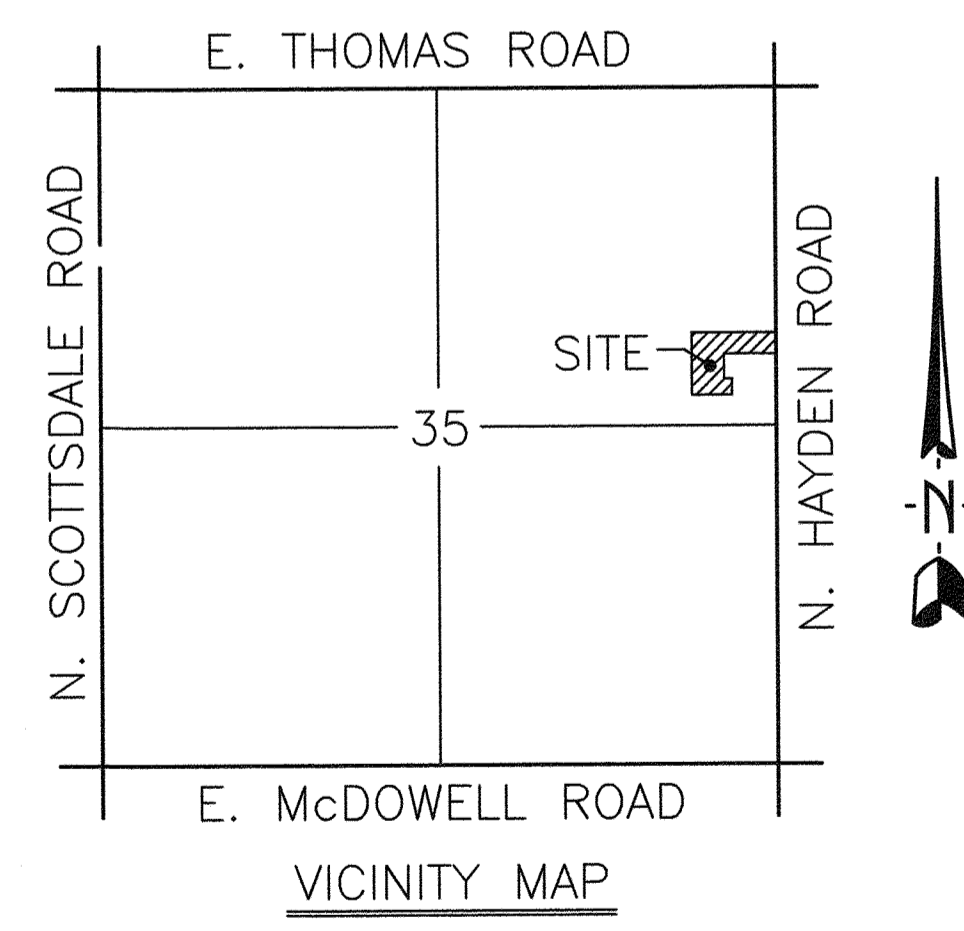 E. THOMAS ROAD
N. SCOTTSDALE ROAD
N. HAYDEN ROAD
SITE
35
N
E. McDOWELL ROAD
VICINITY MAP